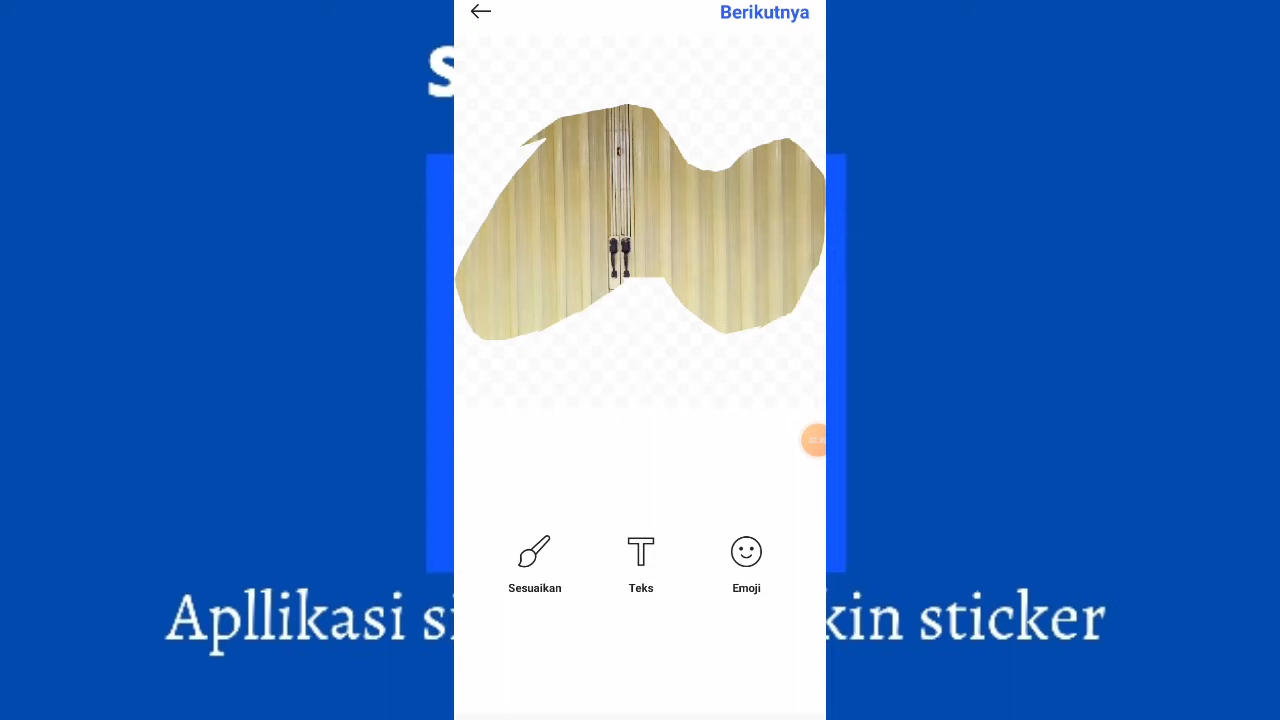 Berikutnya
S
Sesuaikan Teks Emoji
Apllikasi si kin sticker